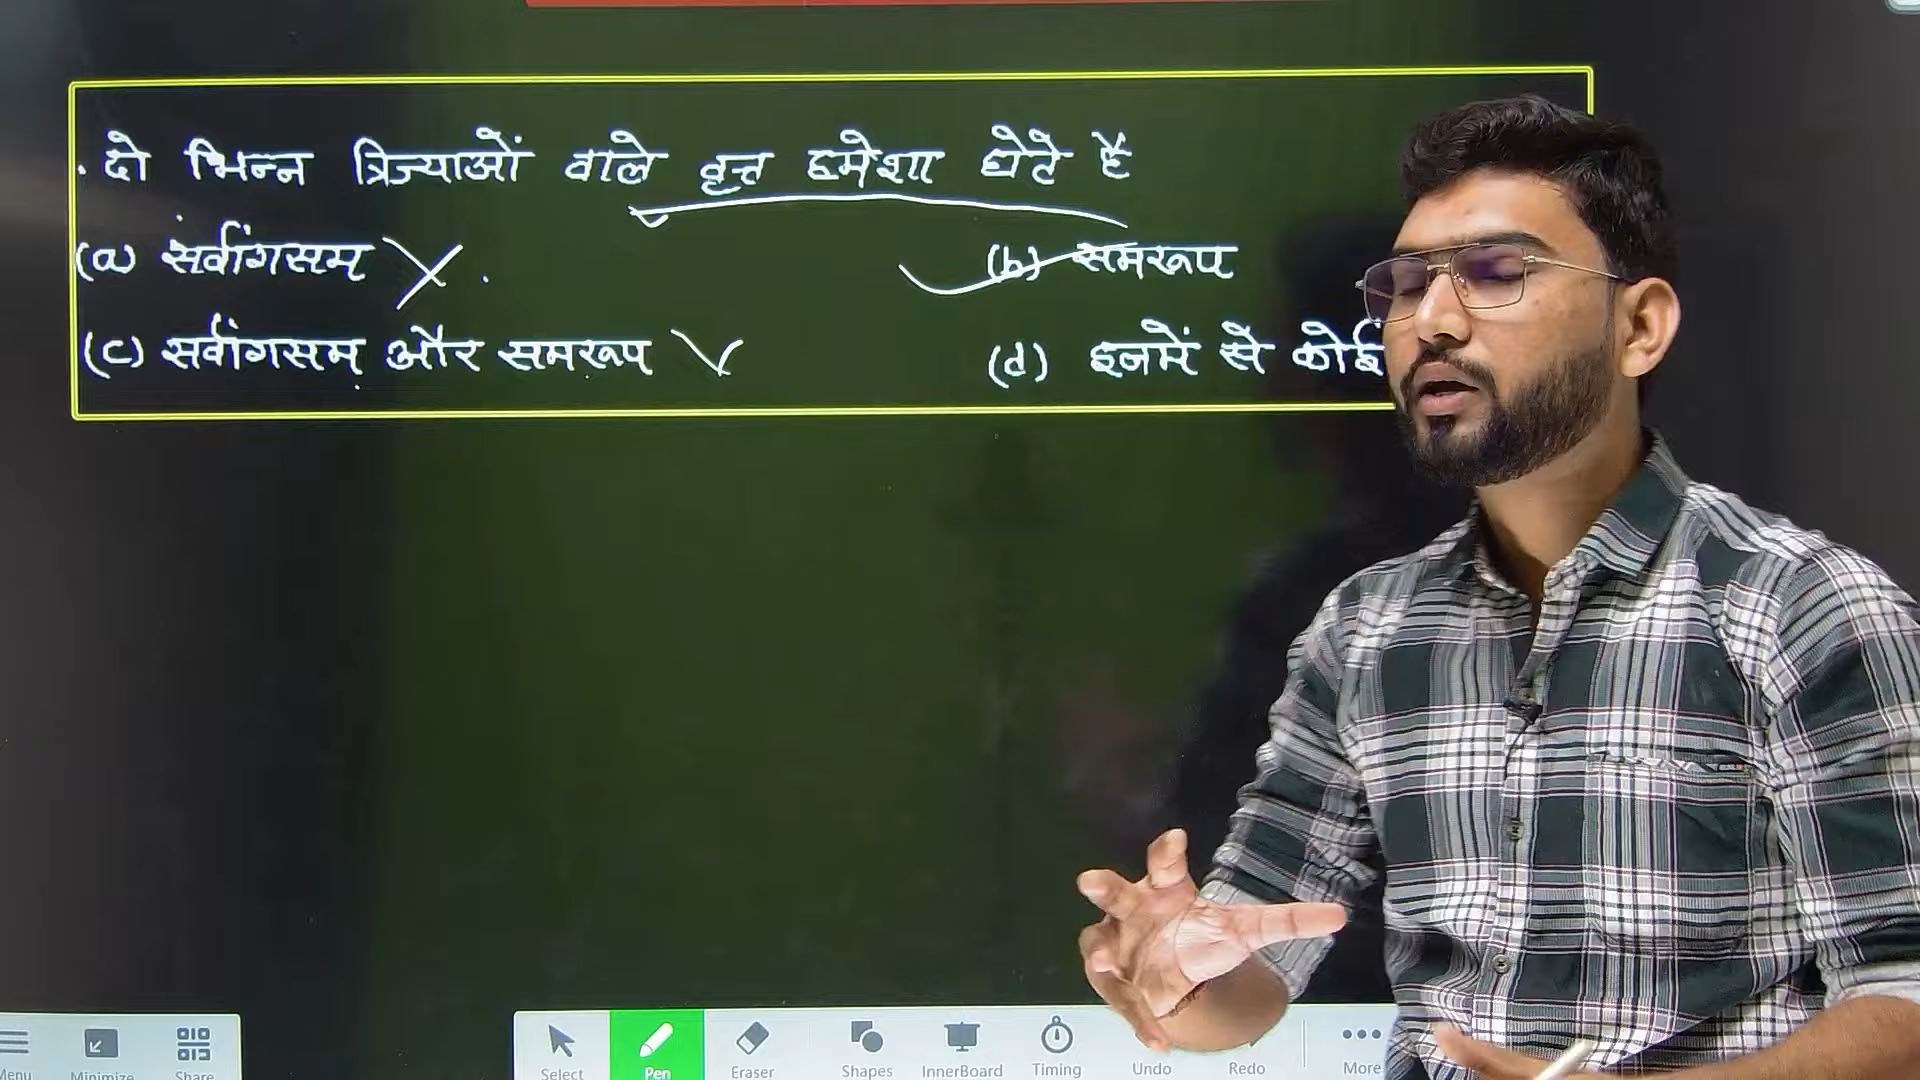 . दो भिन्न त्रिज्याओं वाले वृत्त हमेशा होते है
(a) सर्वांगसम
(b) समरूप
(c) सर्वांगसम और समरूप
(d) इनमें से कोई
Menu
Minimize
Share
Select
Pen
Eraser
Shapes
InnerBoard
Timing
Undo
Redo
More